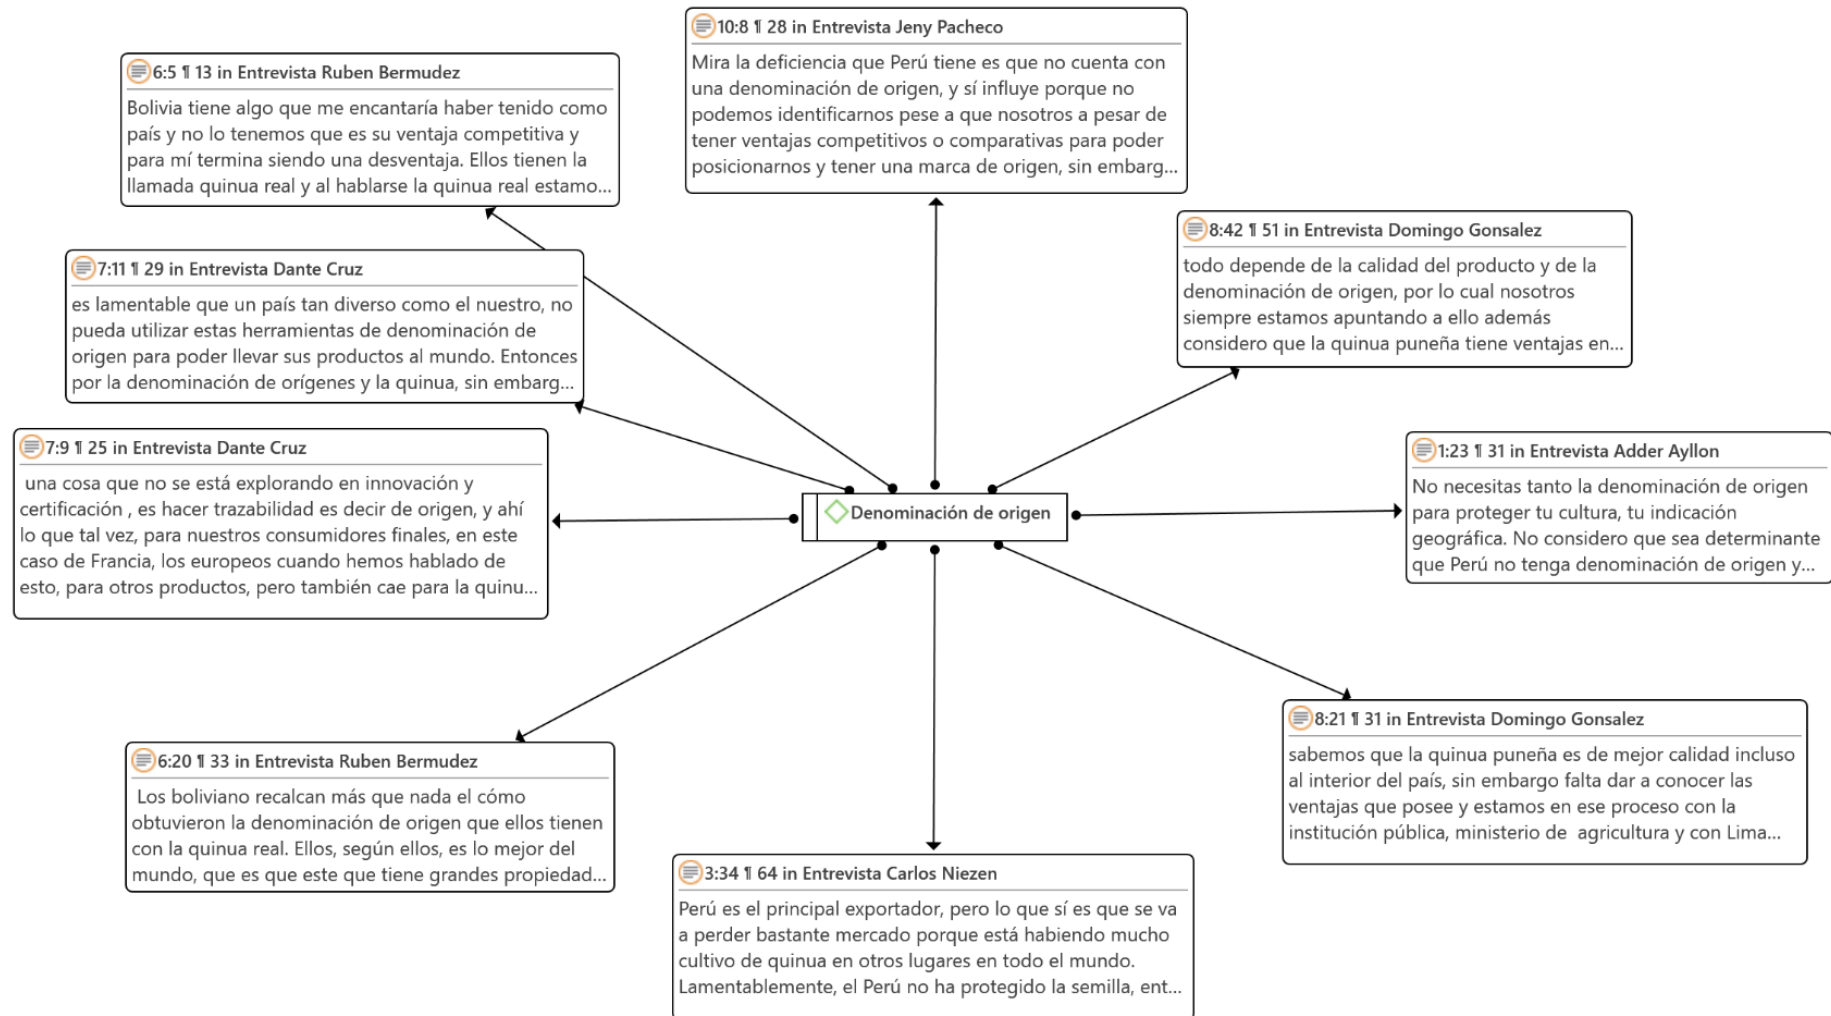 10:8 ¶ 28 in Entrevista Jeny Pacheco
Mira la deficiencia que Perú tiene es que no cuenta con
una denominación de origen, y sí influye porque no
podemos identificarnos pese a que nosotros a pesar de
tener ventajas competitivos o comparativas para poder
posicionarnos y tener una marca de origen, sin embarg...
6:5 ¶ 13 in Entrevista Ruben Bermudez
Bolivia tiene algo que me encantaría haber tenido como
país y no lo tenemos que es su ventaja competitiva y
para mí termina siendo una desventaja. Ellos tienen la
llamada quinua real y al hablarse la quinua real estamo...
8:42 ¶ 51 in Entrevista Domingo Gonsalez
todo depende de la calidad del producto y de la
denominación de origen, por lo cual nosotros
siempre estamos apuntando a ello además
considero que la quinua puneña tiene ventajas en...
7:11 ¶ 29 in Entrevista Dante Cruz
es lamentable que un país tan diverso como el nuestro, no
pueda utilizar estas herramientas de denominación de
origen para poder llevar sus productos al mundo. Entonces
por la denominación de orígenes y la quinua, sin embarg...
7:9 ¶ 25 in Entrevista Dante Cruz
una cosa que no se está explorando en innovación y
certificación , es hacer trazabilidad es decir de origen, y ahí
lo que tal vez, para nuestros consumidores finales, en este
caso de Francia, los europeos cuando hemos hablado de
esto, para otros productos, pero también cae para la quinu...
Denominación de origen
1:23 ¶ 31 in Entrevista Adder Ayllon
No necesitas tanto la denominación de origen
para proteger tu cultura, tu indicación
geográfica. No considero que sea determinante
que Perú no tenga denominación de origen y...
6:20 ¶ 33 in Entrevista Ruben Bermudez
Los boliviano recalcan más que nada el cómo
obtuvieron la denominación de origen que ellos tienen
con la quinua real. Ellos, según ellos, es lo mejor del
mundo, que es que este que tiene grandes propiedad...
8:21 ¶ 31 in Entrevista Domingo Gonsalez
sabemos que la quinua puneña es de mejor calidad incluso
al interior del país, sin embargo falta dar a conocer las
ventajas que posee y estamos en ese proceso con la
institución pública, ministerio de agricultura y con Lima...
3:34 ¶ 64 in Entrevista Carlos Niezen
Perú es el principal exportador, pero lo que sí es que se va
a perder bastante mercado porque está habiendo mucho
cultivo de quinua en otros lugares en todo el mundo.
Lamentablemente, el Perú no ha protegido la semilla, ent...